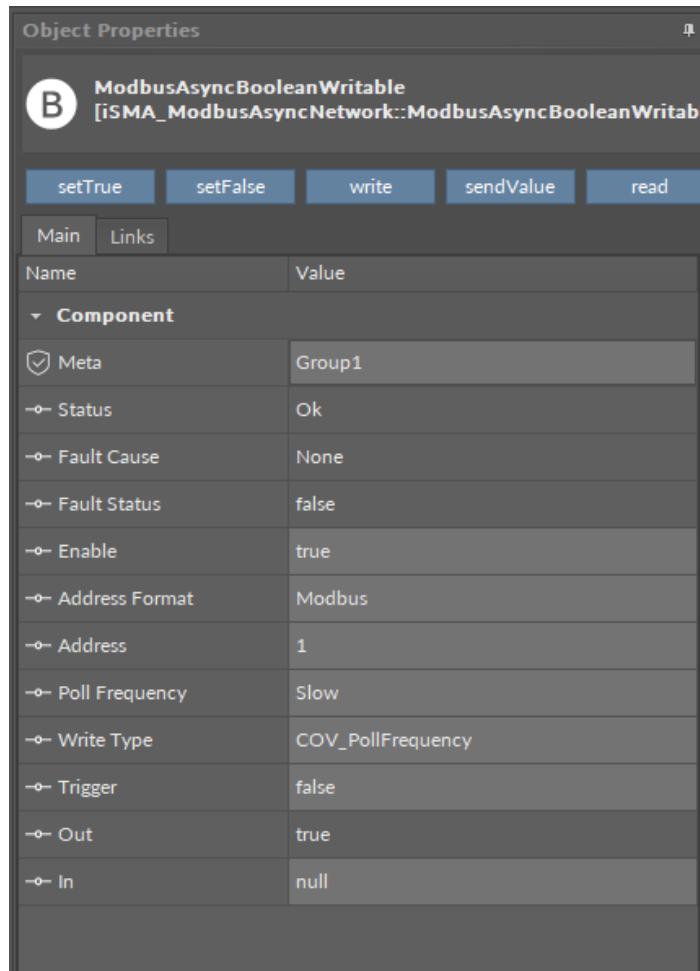 Object Properties
B
ModbusAsyncBooleanWritable
[iSMA_ModbusAsyncNetwork::ModbusAsyncBooleanWritab
setTrue setFalse write sendValue read
Main Links
Name Value
Component
Meta Group1
Status Ok
Fault Cause None
Fault Status false
Enable true
Address Format Modbus
Address 1
Poll Frequency Slow
Write Type COV_PollFrequency
Trigger false
Out true
In null